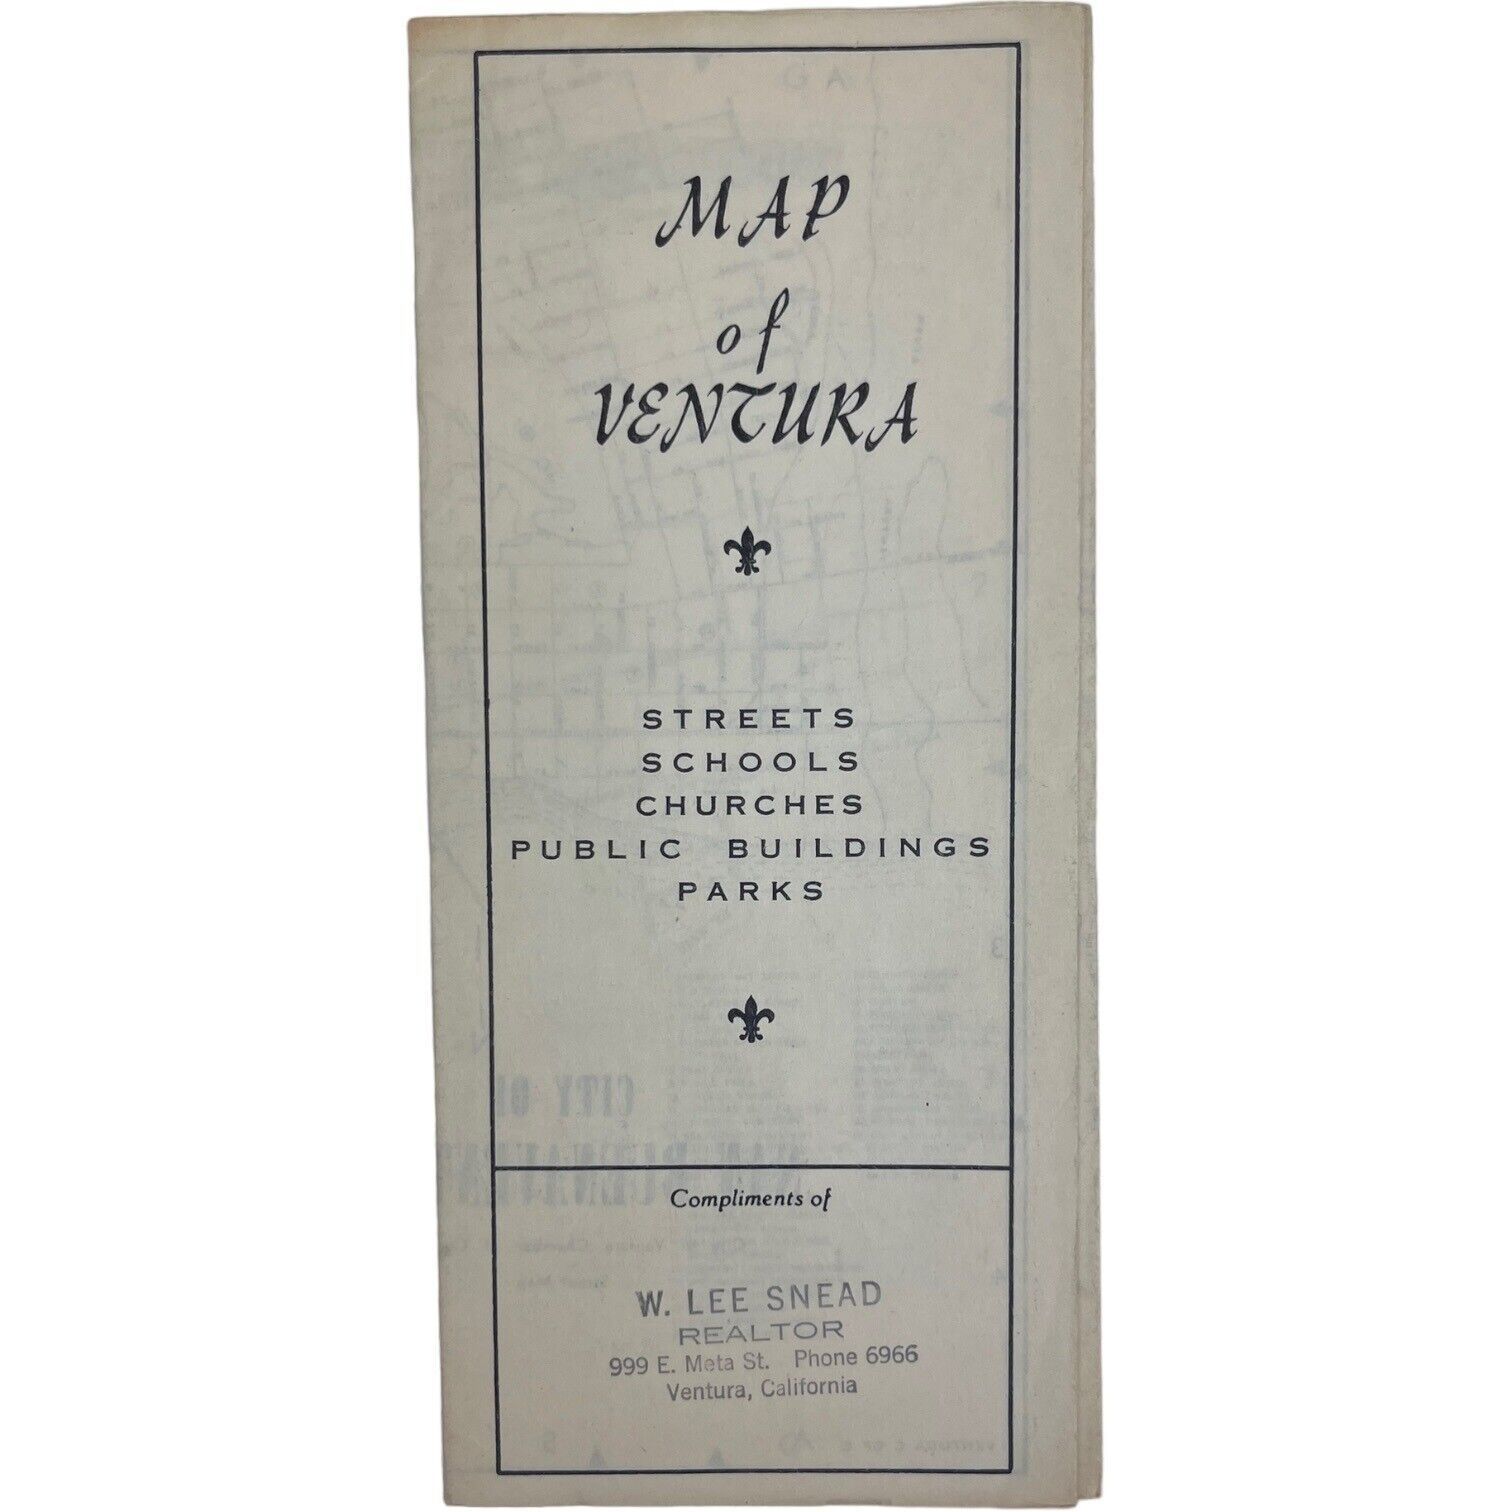 MAP
of
VENTURA
STREETS
SCHOOLS
CHURCHES
PUBLIC BUILDINGS
PARKS
Compliments of
W. LEE SNEAD
REALTOR
999 E. Meta St. Phone 6966
Ventura, California